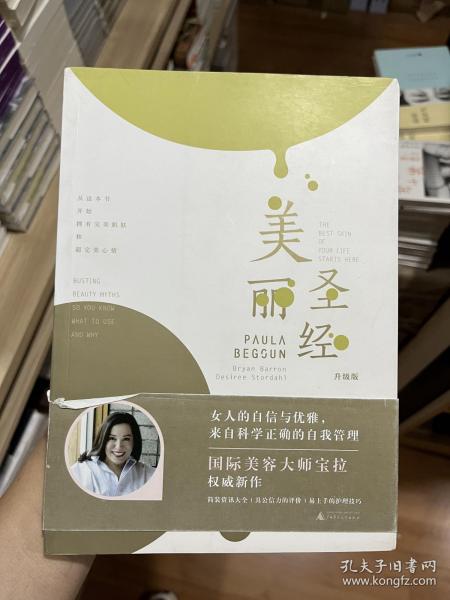 从这本书
开始
拥有完美肌肤
和
超完美心情
BUSTING
BEAUTY MYTHS
SO YOU KNOW
WHAT TO USE
AND WHY
美丽
圣经
THE
BEST SKIN
OF
YOUR LIFE
STARTS HERE
PAULA
BEGOUN
Bryan Barron
Desiree Stordahl
升级版
女人的自信与优雅，
来自科学正确的自我管理
国际美容大师宝拉
权威新作
孔夫子旧书网
www.kongfz.com